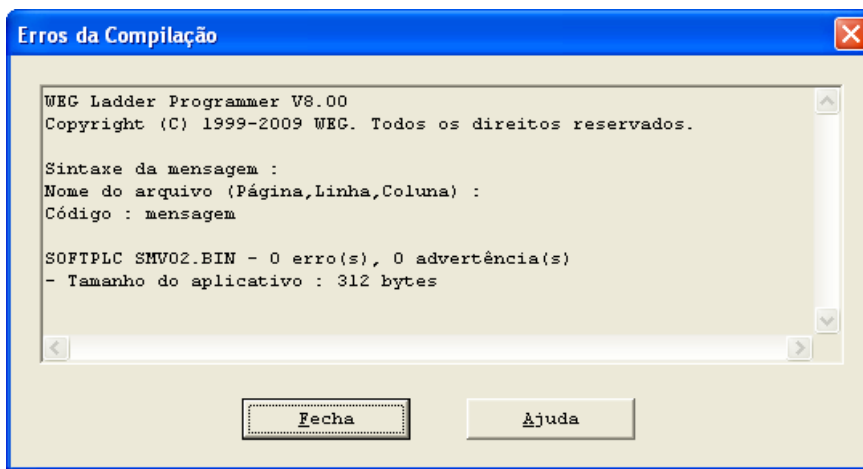 Erros da Compilação
WEG Ladder Programmer V8.00
Copyright (C) 1999-2009 WEG. Todos os direitos reservados.
Sintaxe da mensagem :
Nome do arquivo (Página,Linha,Coluna) :
Código : mensagem
SOFTPLC SMV02.BIN - 0 erro(s), 0 advertência(s)
- Tamanho do aplicativo : 312 bytes
Fecha
Ajuda